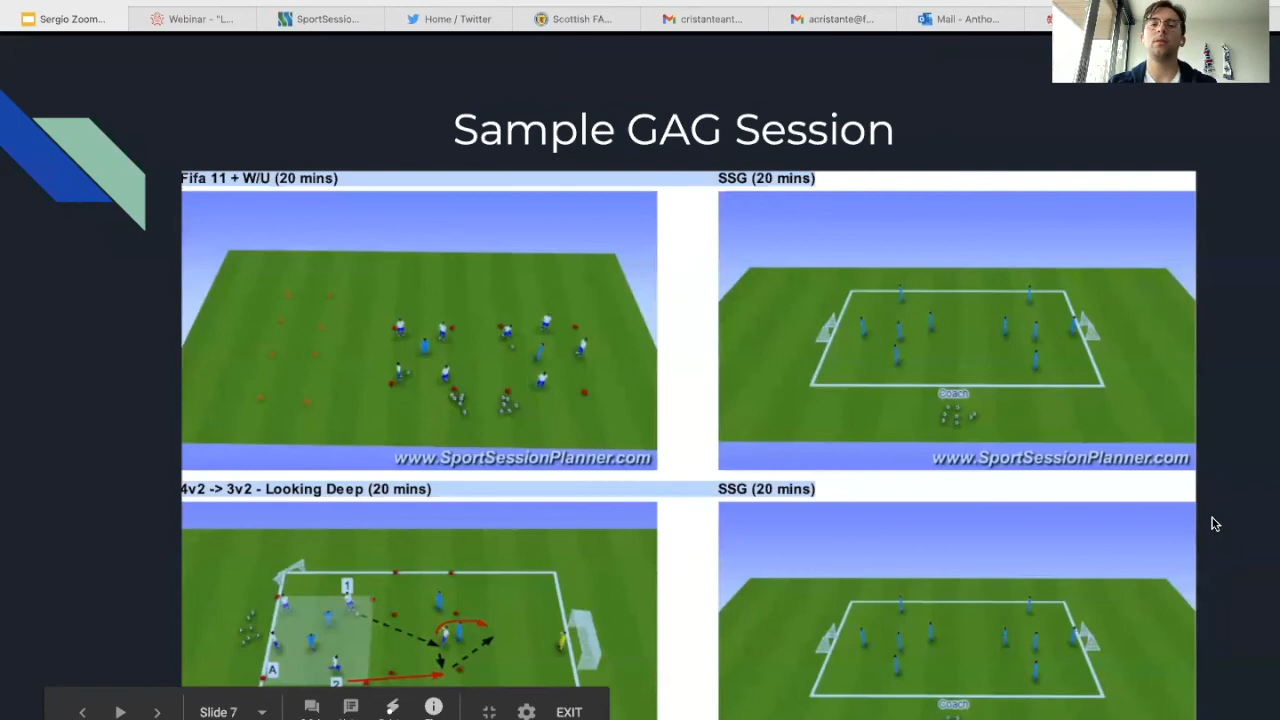 Sergio Zoom...
Webinar - "L...
SportSessio...
Home / Twitter
Scottish FA...
cristanteant...
acristante@f...
Mail - Antho...
Sample GAG Session
Fifa 11 + W/U (20 mins)
SSG (20 mins)
Coach
www.SportSessionPlanner.com
www.SportSessionPlanner.com
4v2 -> 3v2 - Looking Deep (20 mins)
SSG (20 mins)
1
A
2
Coach
Slide 7
EXIT